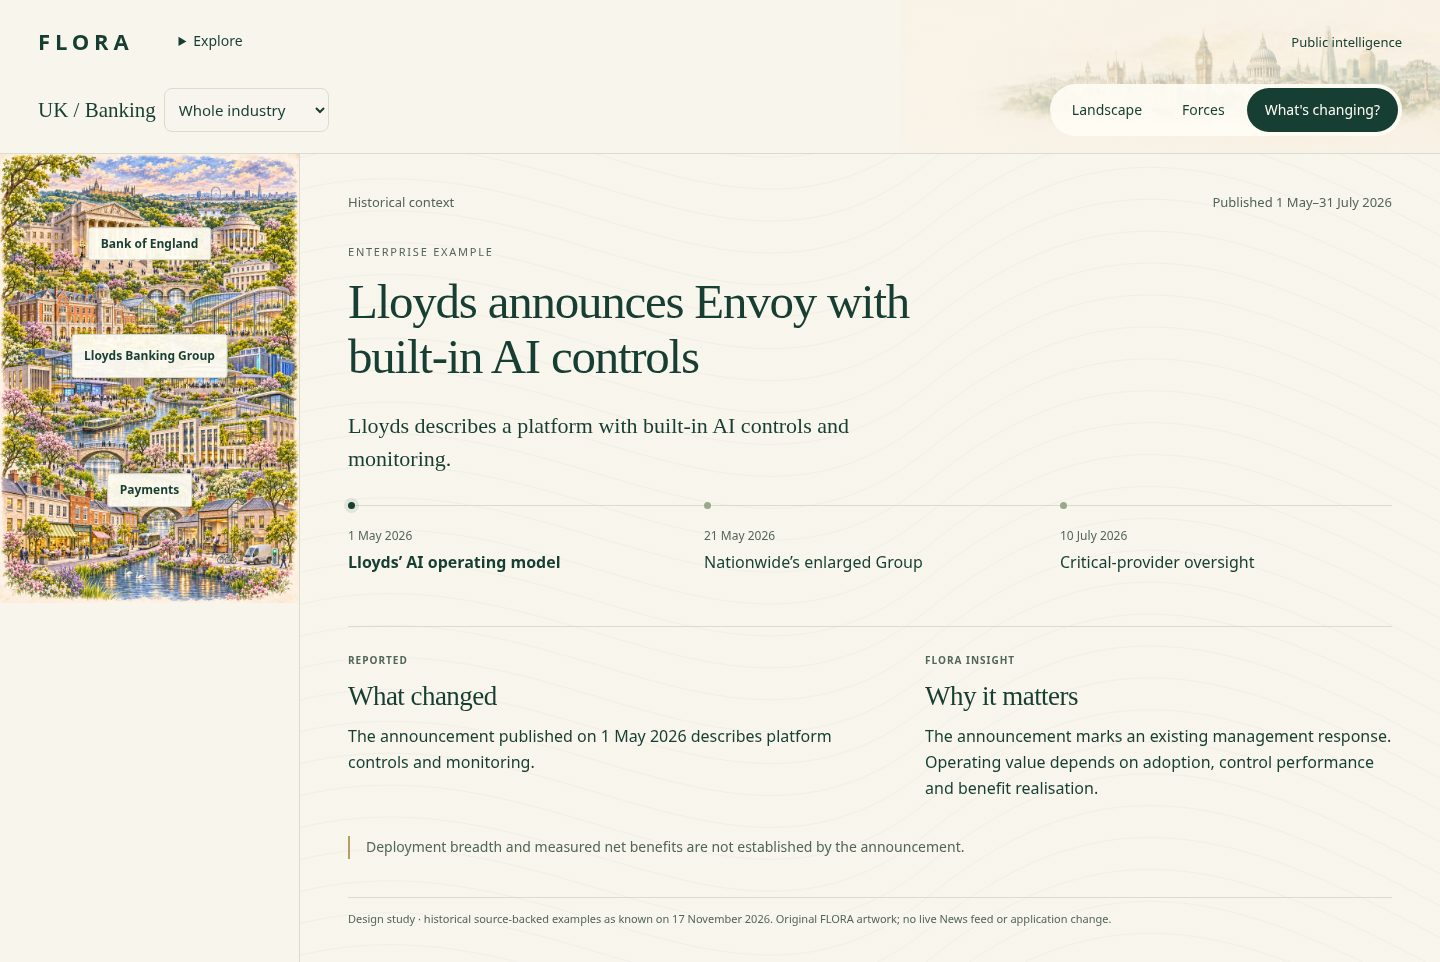 FLORA
Explore
Public intelligence
UK / Banking
Whole industry
Landscape
Forces
What's changing?
Bank of England
Lloyds Banking Group
Payments
Historical context
Published 1 May–31 July 2026
ENTERPRISE EXAMPLE
Lloyds announces Envoy with
built-in AI controls
Lloyds describes a platform with built-in AI controls and
monitoring.
1 May 2026
Lloyds’ AI operating model
21 May 2026
Nationwide’s enlarged Group
10 July 2026
Critical-provider oversight
REPORTED
What changed
The announcement published on 1 May 2026 describes platform
controls and monitoring.
FLORA INSIGHT
Why it matters
The announcement marks an existing management response.
Operating value depends on adoption, control performance
and benefit realisation.
Deployment breadth and measured net benefits are not established by the announcement.
Design study · historical source-backed examples as known on 17 November 2026. Original FLORA artwork; no live News feed or application change.